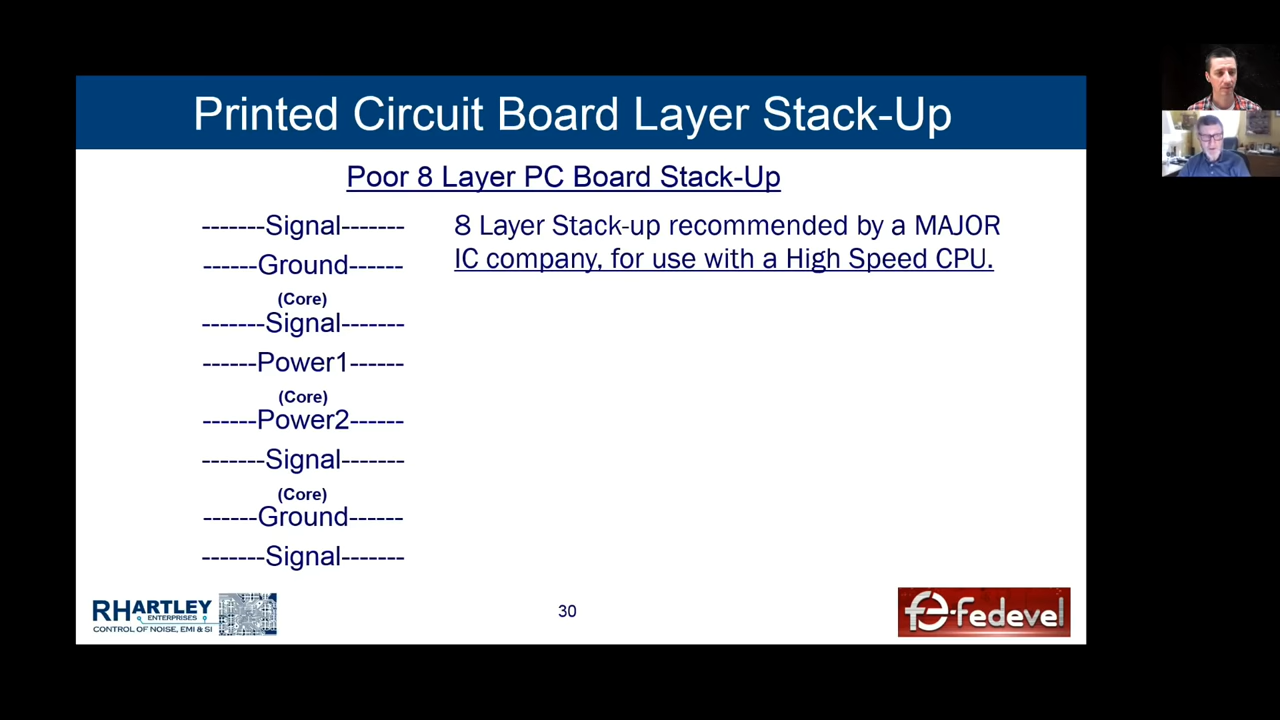 Printed Circuit Board Layer Stack-Up
Poor 8 Layer PC Board Stack-Up
-------Signal-------
------Ground------
(Core)
-------Signal-------
------Power1------
(Core)
------Power2------
-------Signal-------
(Core)
------Ground------
-------Signal-------
8 Layer Stack-up recommended by a MAJOR
IC company, for use with a High Speed CPU.
RHARTLEY
ENTERPRISES
CONTROL OF NOISE, EMI & SI
30
fedevel